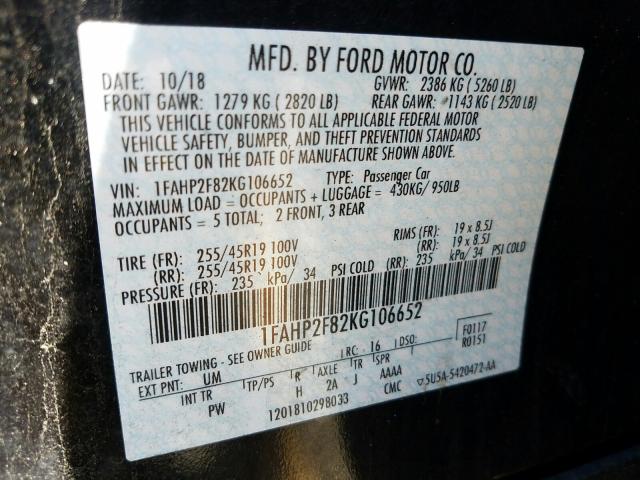 MFD. BY FORD MOTOR CO.
DATE: 10/18 GVWR: 2386 KG ( 5260 LB)
FRONT GAWR: 1279 KG ( 2820 LB) REAR GAWR: 1143 KG ( 2520 LB)
THIS VEHICLE CONFORMS TO ALL APPLICABLE FEDERAL MOTOR
VEHICLE SAFETY, BUMPER, AND THEFT PREVENTION STANDARDS
IN EFFECT ON THE DATE OF MANUFACTURE SHOWN ABOVE.
VIN: 1FAHP2F82KG106652 TYPE: Passenger Car
MAXIMUM LOAD = OCCUPANTS + LUGGAGE = 430KG/ 950LB
OCCUPANTS = 5 TOTAL; 2 FRONT, 3 REAR
TIRE (FR): 255/45R19 100V RIMS (FR): 19 x 8.5J
(RR): 255/45R19 100V (RR): 19 x 8.5J
PRESSURE (FR): 235 kPa/ 34 PSI COLD (RR): 235 kPa/ 34 PSI COLD
1FAHP2F82KG106652
F0117
R0151
TRAILER TOWING - SEE OWNER GUIDE RC: 16 DSO:
EXT PNT: UM INT TR TP/PS R AXLE TR SPR
PW H 2A J AAAA
CMC
1201810298033 5U5A-5420472-AA